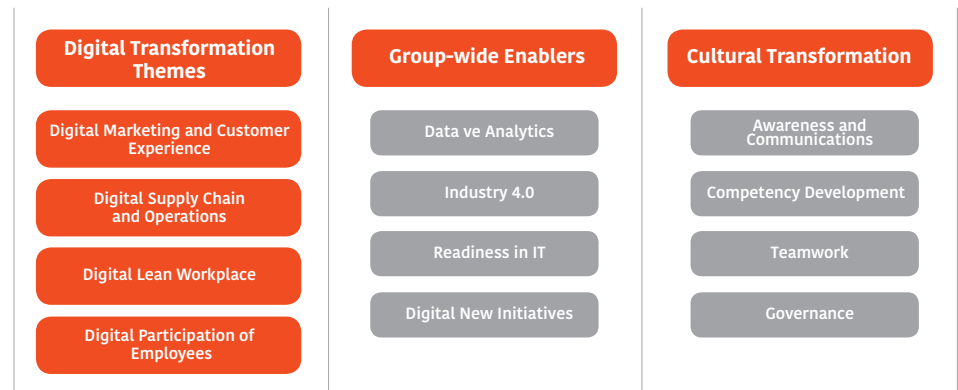 Digital Transformation
Themes
Digital Marketing and Customer
Experience
Digital Supply Chain
and Operations
Digital Lean Workplace
Digital Participation of
Employees
Group-wide Enablers
Data ve Analytics
Industry 4.0
Readiness in IT
Digital New Initiatives
Cultural Transformation
Awareness and
Communications
Competency Development
Teamwork
Governance